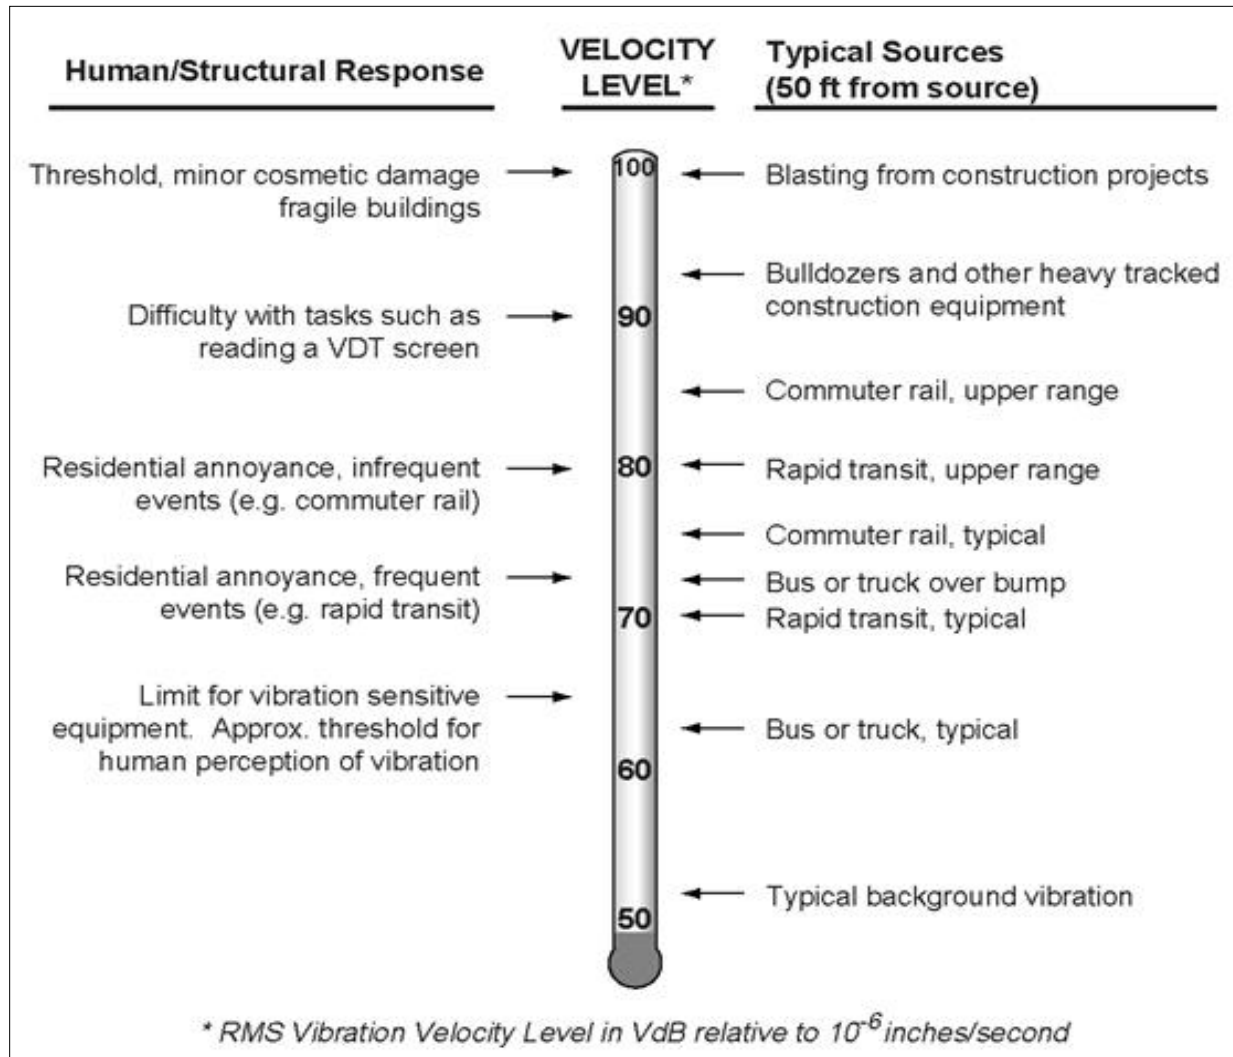 Human/Structural Response
VELOCITY
LEVEL*
Typical Sources
(50 ft from source)
Threshold, minor cosmetic damage
fragile buildings
100
Blasting from construction projects
Bulldozers and other heavy tracked
construction equipment
Difficulty with tasks such as
reading a VDT screen
90
Commuter rail, upper range
Residential annoyance, infrequent
events (e.g. commuter rail)
80
Rapid transit, upper range
Commuter rail, typical
Residential annoyance, frequent
events (e.g. rapid transit)
Bus or truck over bump
70
Rapid transit, typical
Limit for vibration sensitive
equipment. Approx. threshold for
human perception of vibration
Bus or truck, typical
60
Typical background vibration
50
* RMS Vibration Velocity Level in VdB relative to 10⁻⁶ inches/second